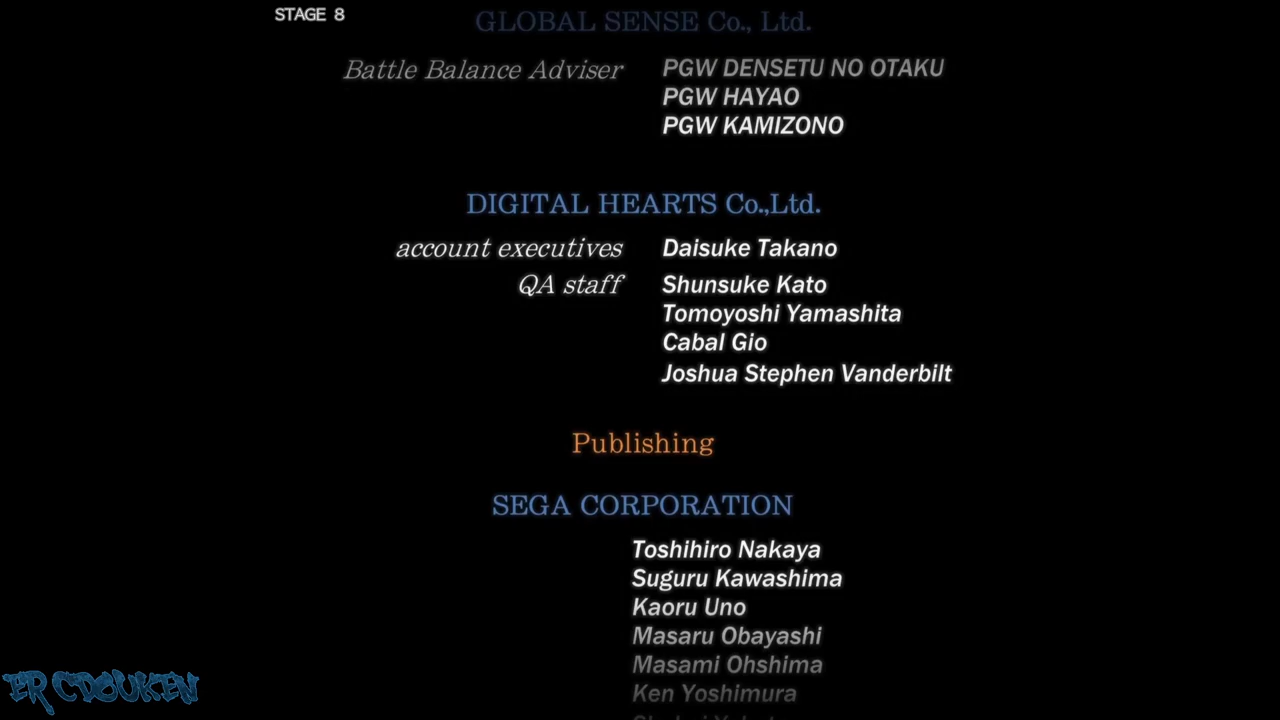 STAGE 8
GLOBAL SENSE Co., Ltd.
Battle Balance Adviser PGW DENSETU NO OTAKU
PGW HAYAO
PGW KAMIZONO
DIGITAL HEARTS Co.,Ltd.
account executives Daisuke Takano
QA staff Shunsuke Kato
Tomoyoshi Yamashita
Cabal Gio
Joshua Stephen Vanderbilt
Publishing
SEGA CORPORATION
Toshihiro Nakaya
Suguru Kawashima
Kaoru Uno
Masaru Obayashi
Masami Ohshima
Ken Yoshimura
ER CDOUKEN